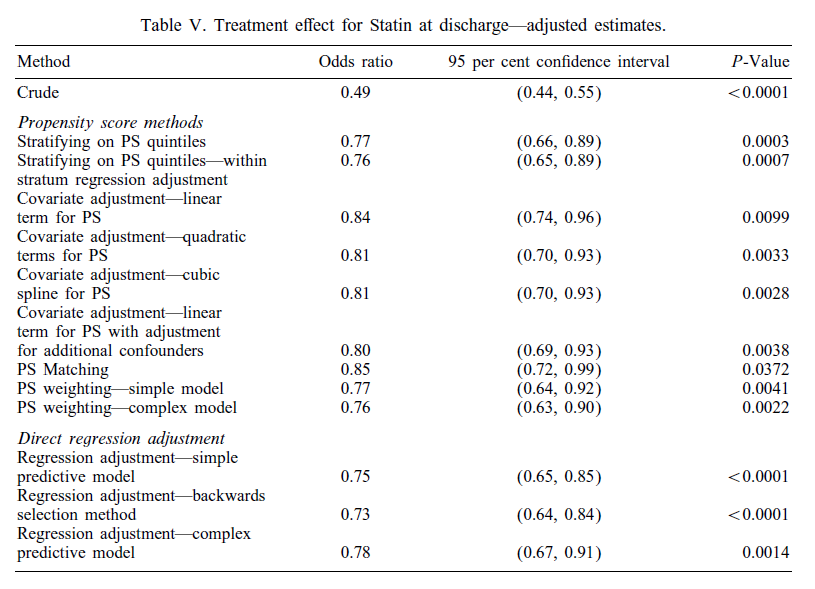 Table V. Treatment effect for Statin at discharge—adjusted estimates.
Method Odds ratio 95 per cent confidence interval P-Value
Crude 0.49 (0.44, 0.55) <0.0001
Propensity score methods
Stratifying on PS quintiles 0.77 (0.66, 0.89) 0.0003
Stratifying on PS quintiles—within 0.76 (0.65, 0.89) 0.0007
stratum regression adjustment
Covariate adjustment—linear
term for PS 0.84 (0.74, 0.96) 0.0099
Covariate adjustment—quadratic
terms for PS 0.81 (0.70, 0.93) 0.0033
Covariate adjustment—cubic
spline for PS 0.81 (0.70, 0.93) 0.0028
Covariate adjustment—linear
term for PS with adjustment
for additional confounders 0.80 (0.69, 0.93) 0.0038
PS Matching 0.85 (0.72, 0.99) 0.0372
PS weighting—simple model 0.77 (0.64, 0.92) 0.0041
PS weighting—complex model 0.76 (0.63, 0.90) 0.0022
Direct regression adjustment
Regression adjustment—simple
predictive model 0.75 (0.65, 0.85) <0.0001
Regression adjustment—backwards
selection method 0.73 (0.64, 0.84) <0.0001
Regression adjustment—complex
predictive model 0.78 (0.67, 0.91) 0.0014